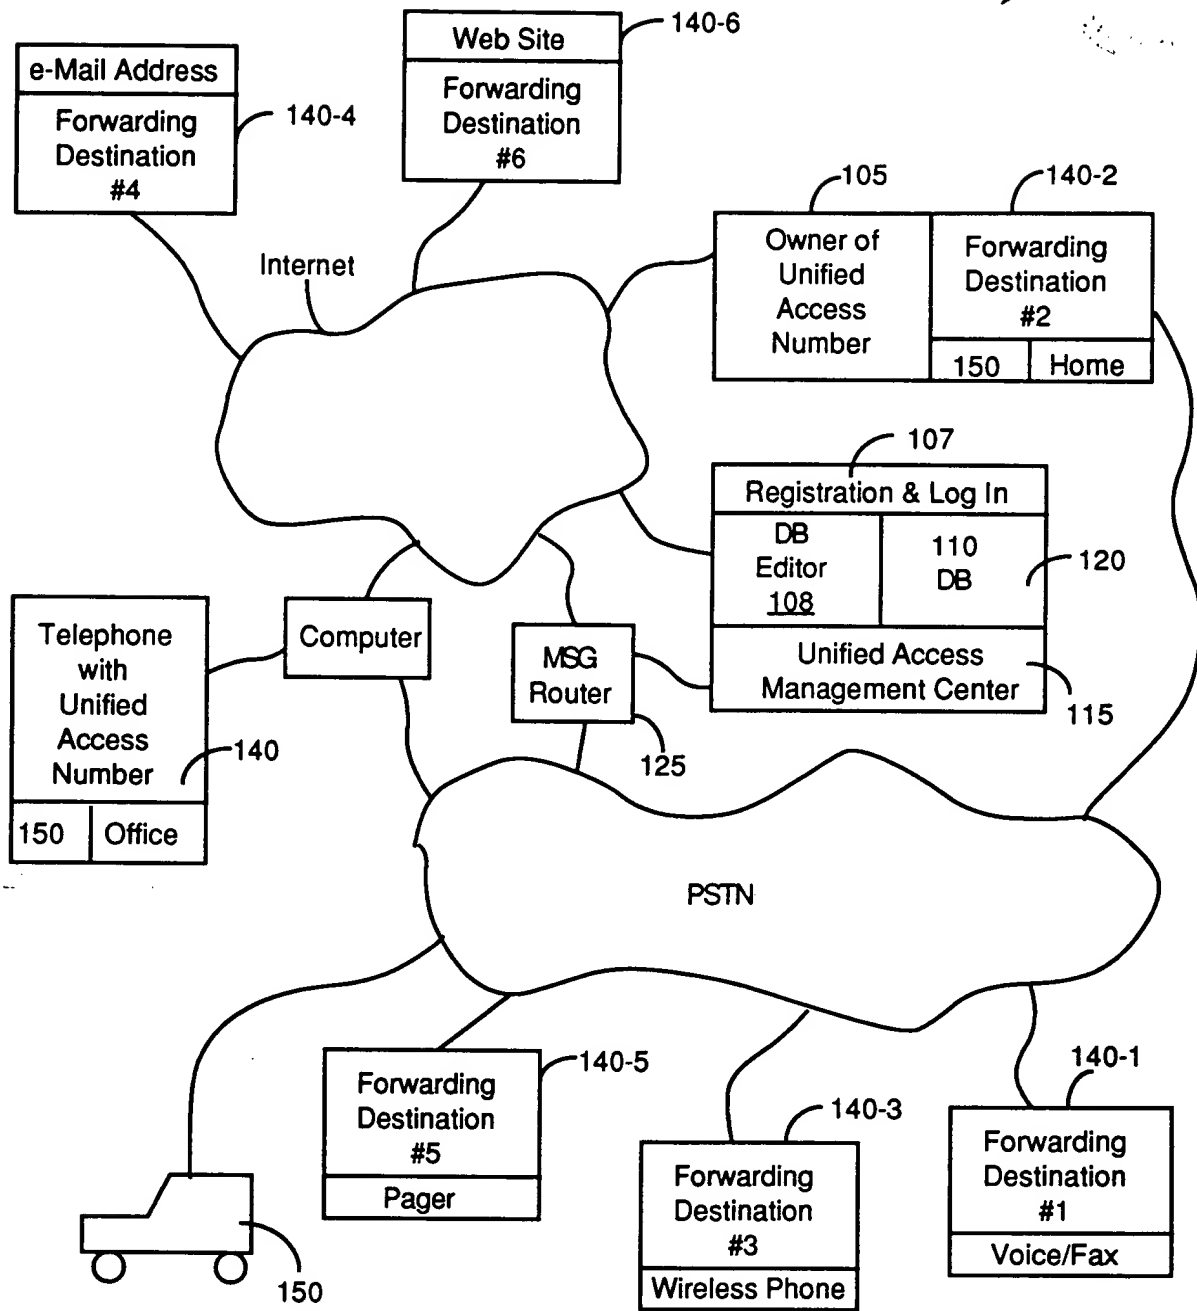 Web Site
Forwarding
Destination
#6
140-6
e-Mail Address
Forwarding
Destination
#4
140-4
Internet
105
140-2
Owner of
Unified
Access
Number
Forwarding
Destination
#2
150 Home
107
Registration & Log In
DB
Editor
108
110
DB
120
Unified Access
Management Center
115
Computer
MSG
Router
125
Telephone
with
Unified
Access
Number
140
150 Office
PSTN
140-5
Forwarding
Destination
#5
Pager
140-3
Forwarding
Destination
#3
Wireless Phone
140-1
Forwarding
Destination
#1
Voice/Fax
150